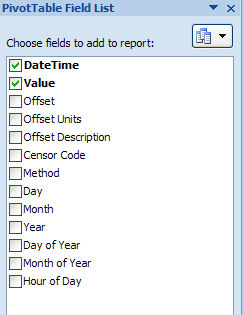 PivotTable Field List
Choose fields to add to report:
DateTime
Value
Offset
Offset Units
Offset Description
Censor Code
Method
Day
Month
Year
Day of Year
Month of Year
Hour of Day